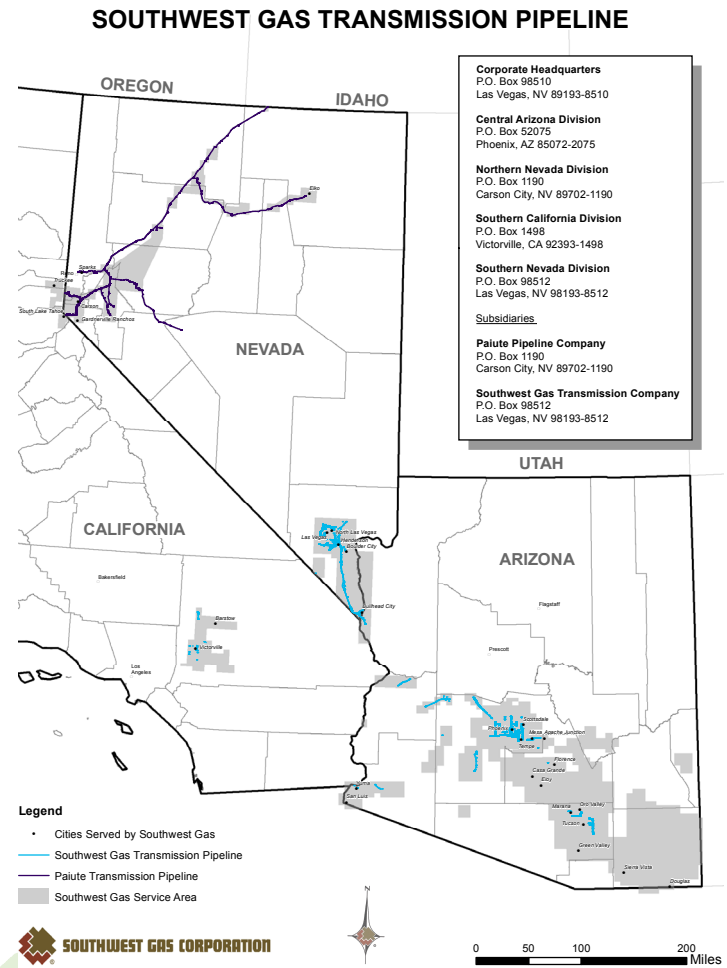 SOUTHWEST GAS TRANSMISSION PIPELINE
OREGON
IDAHO
Corporate Headquarters
P.O. Box 98510
Las Vegas, NV 89193-8510
Central Arizona Division
P.O. Box 52075
Phoenix, AZ 85072-2075
Northern Nevada Division
P.O. Box 1190
Carson City, NV 89702-1190
Southern California Division
P.O. Box 1498
Victorville, CA 92393-1498
Southern Nevada Division
P.O. Box 98512
Las Vegas, NV 98193-8512
Subsidiaries
Paiute Pipeline Company
P.O. Box 1190
Carson City, NV 89702-1190
Southwest Gas Transmission Company
P.O. Box 98512
Las Vegas, NV 98193-8512
Elko
Sparks
Reno
Truckee
Carson
South Lake Tahoe
Gardnerville Ranchos
NEVADA
UTAH
CALIFORNIA
ARIZONA
North Las Vegas
Las Vegas
Henderson
Boulder City
Bakersfield
Bullhead City
Flagstaff
Barstow
Victorville
Prescott
Los
Angeles
Scottsdale
Phoenix
Mesa
Apache Junction
Tempe
Florence
Casa Grande
Eloy
Yuma
San Luis
Marana
Oro Valley
Tucson
Green Valley
Sierra Vista
Douglas
Legend
Cities Served by Southwest Gas
Southwest Gas Transmission Pipeline
Paiute Transmission Pipeline
Southwest Gas Service Area
N
SOUTHWEST GAS CORPORATION
0 50 100 200
Miles